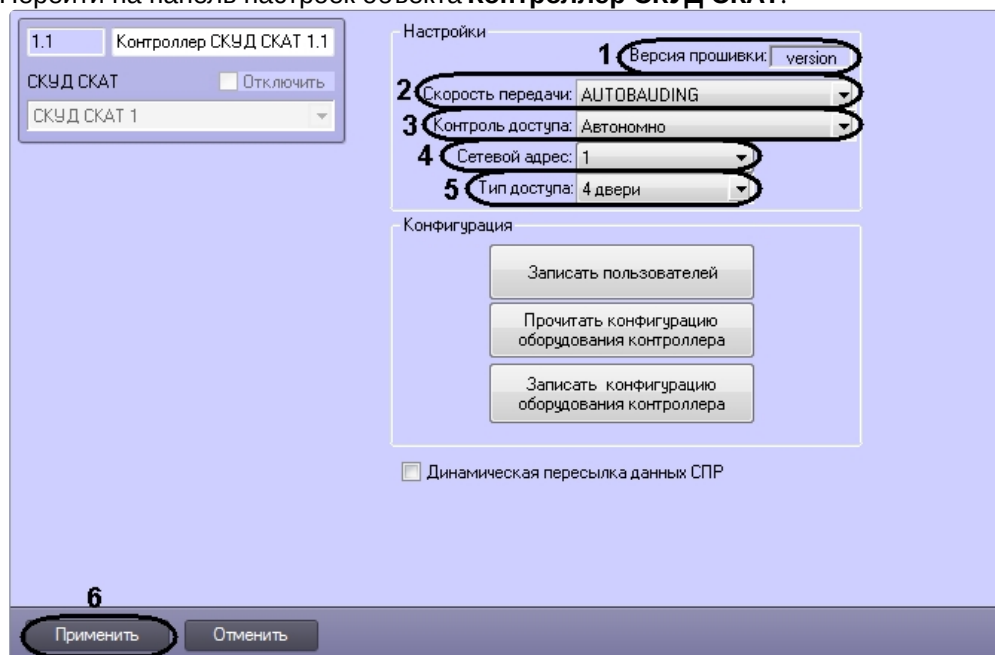 Перейти на панель настроек объекта Контроллер СКУД СКАТ.
1.1 Контроллер СКУД СКАТ 1.1
СКУД СКАТ Отключить
СКУД СКАТ 1
Настройки
1 Версия прошивки: version
2 Скорость передачи: AUTOBAUDING
3 Контроль доступа: Автономно
4 Сетевой адрес: 1
5 Тип доступа: 4 двери
Конфигурация
Записать пользователей
Прочитать конфигурацию
оборудования контроллера
Записать конфигурацию
оборудования контроллера
Динамическая пересылка данных СПР
6
Применить Отменить